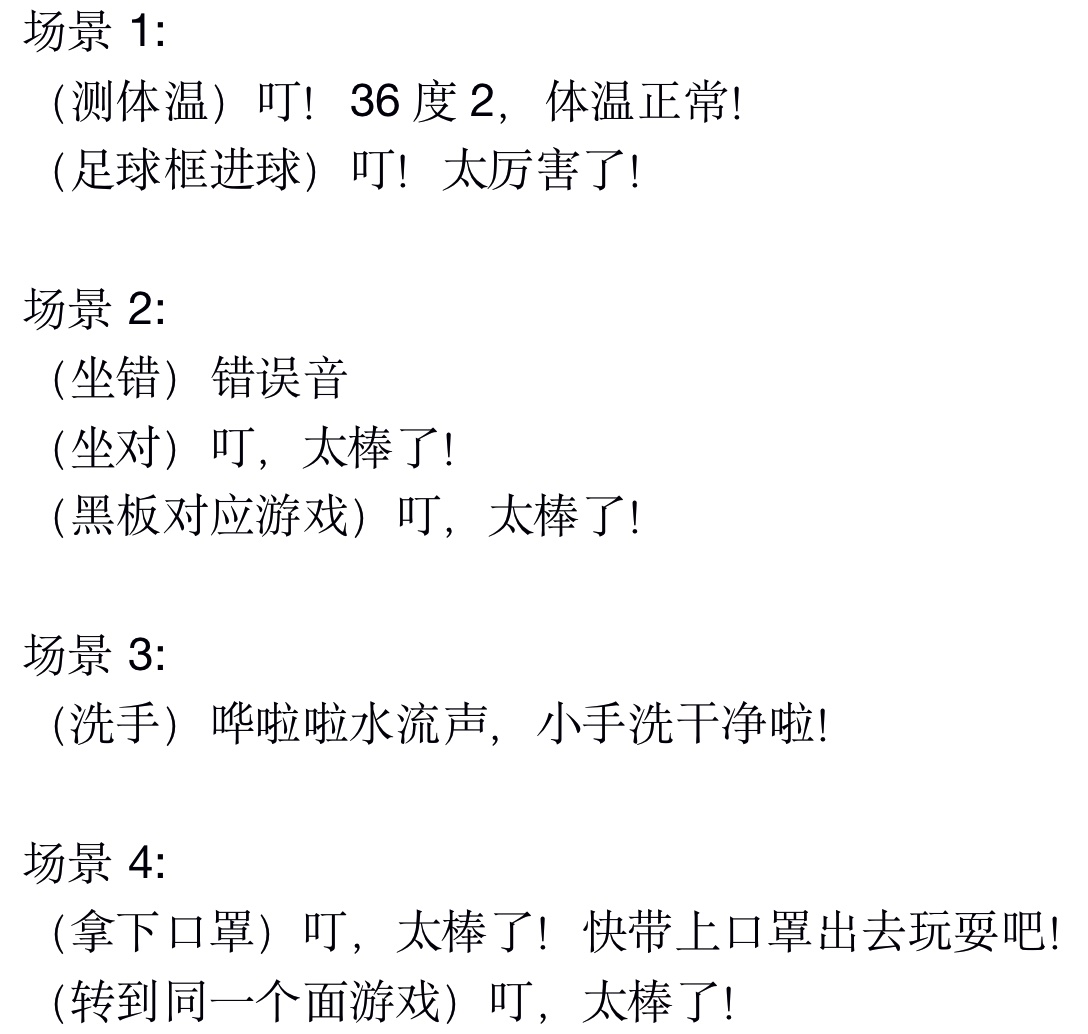 场景 1:
（测体温）叮！36 度 2，体温正常！
（足球框进球）叮！太厉害了！
场景 2:
（坐错）错误音
（坐对）叮，太棒了！
（黑板对应游戏）叮，太棒了！
场景 3:
（洗手）哗啦啦水流声，小手洗干净啦！
场景 4:
（拿下口罩）叮，太棒了！快带上口罩出去玩耍吧！
（转到同一个面游戏）叮，太棒了！